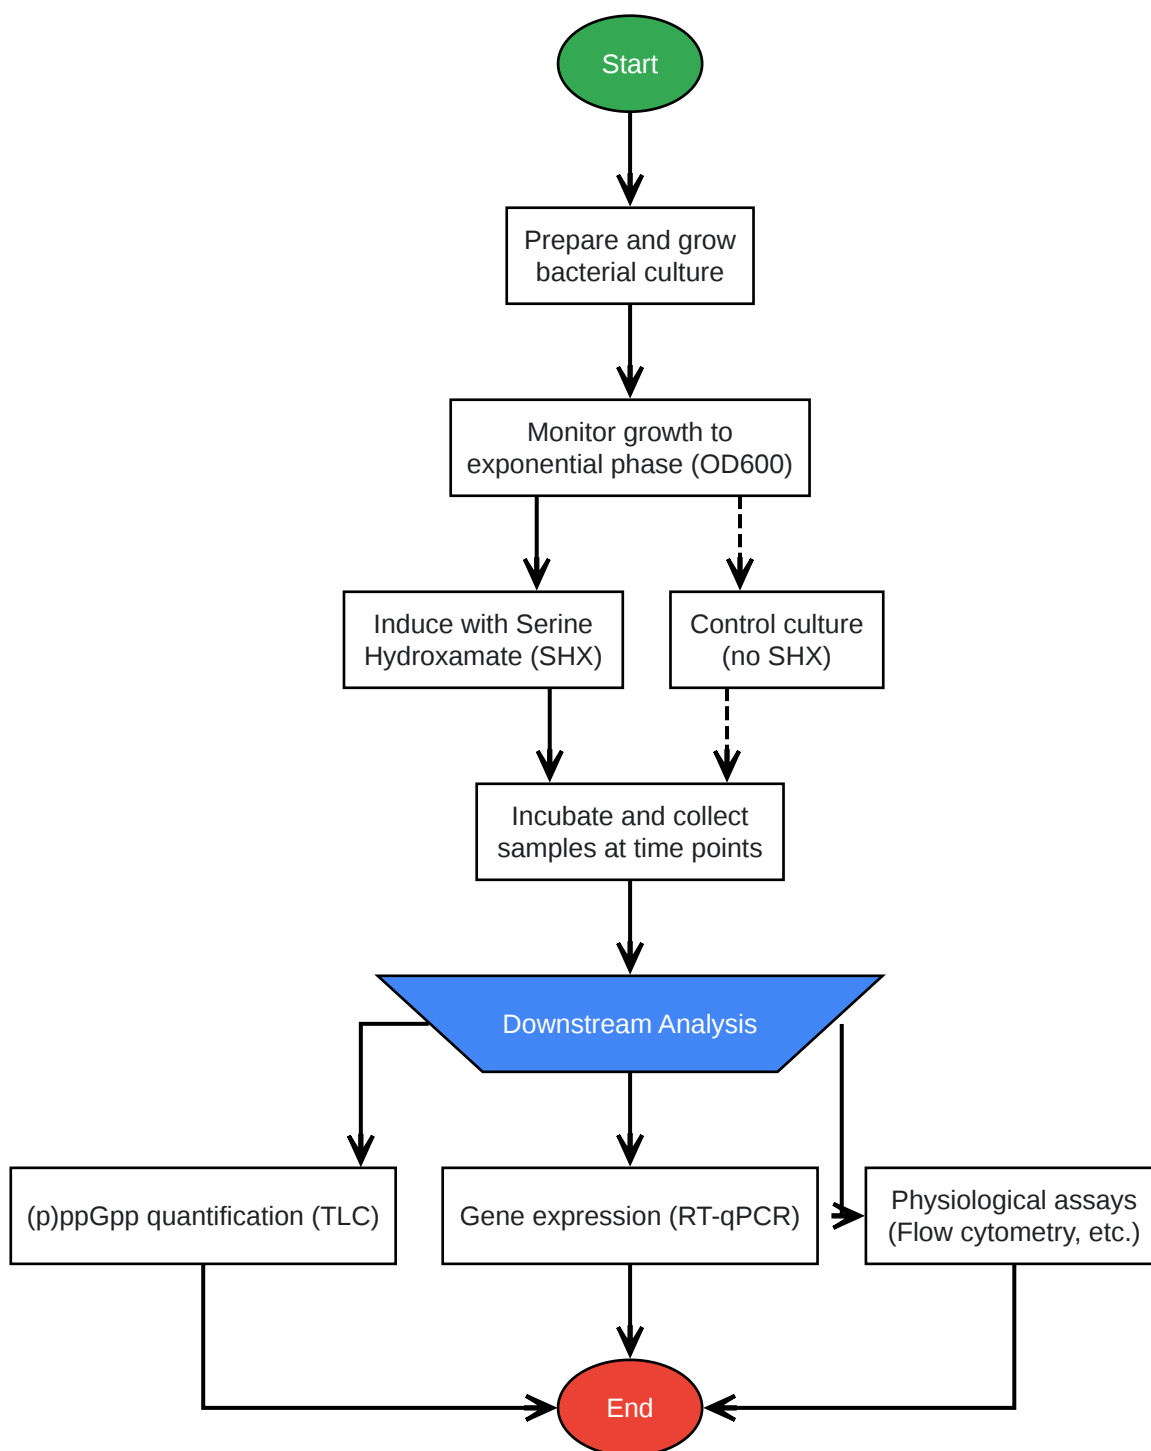 Start
Prepare and grow
bacterial culture
Monitor growth to
exponential phase (OD600)
Induce with Serine
Hydroxamate (SHX)
Control culture
(no SHX)
Incubate and collect
samples at time points
Downstream Analysis
(p)ppGpp quantification (TLC)
Gene expression (RT-qPCR)
Physiological assays
(Flow cytometry, etc.)
End